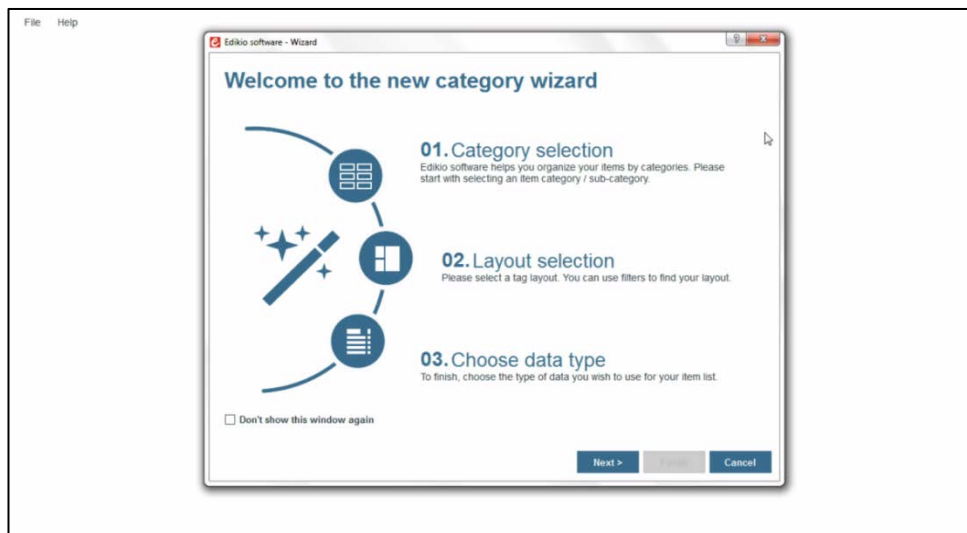 File Help
Edikio software - Wizard
Welcome to the new category wizard
01. Category selection
Edikio software helps you organize your items by categories. Please
start with selecting an item category / sub-category.
02. Layout selection
Please select a tag layout. You can use filters to find your layout.
03. Choose data type
To finish, choose the type of data you wish to use for your item list.
Don't show this window again
Next > Finish Cancel